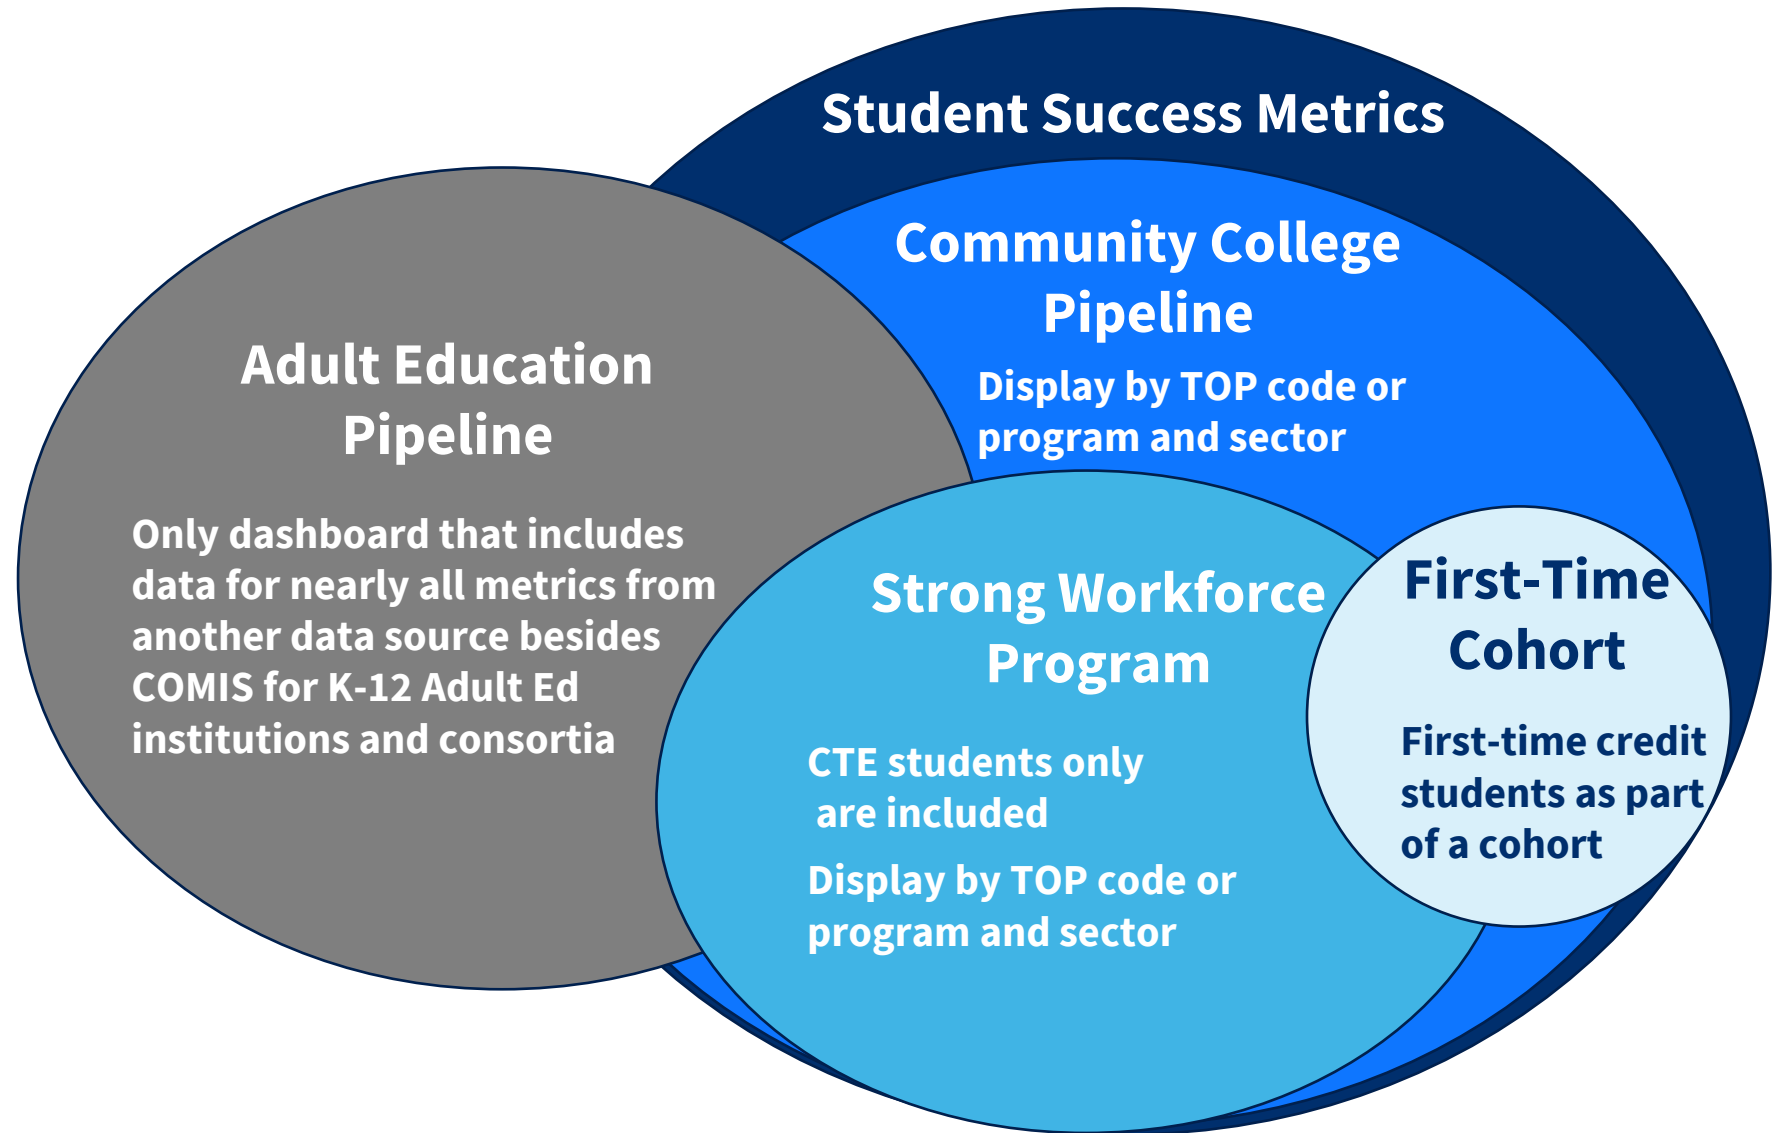 Student Success Metrics
Community College
Pipeline
Display by TOP code or
program and sector
Adult Education
Pipeline
Only dashboard that includes
data for nearly all metrics from
another data source besides
COMIS for K-12 Adult Ed
institutions and consortia
Strong Workforce
Program
CTE students only
are included
Display by TOP code or
program and sector
First-Time
Cohort
First-time credit
students as part
of a cohort